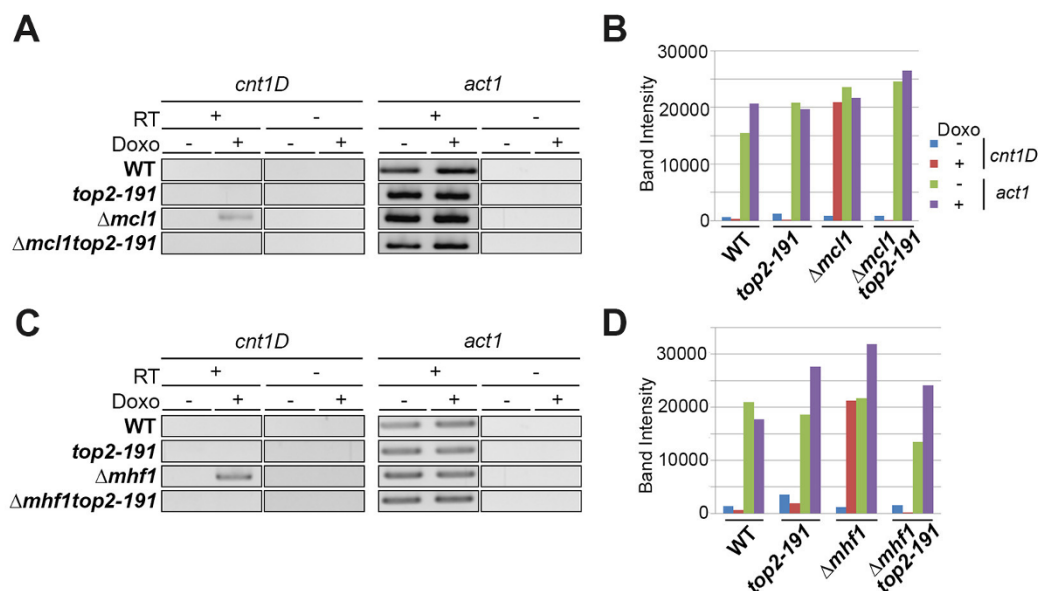 A
cnt1D act1
RT + - + -
Doxo - + - + - + - +
WT
top2-191
Δmcl1
Δmcl1top2-191
B
Band Intensity
30000
20000
10000
0
WT
top2-191
Δmcl1
Δmcl1
top2-191
Doxo
-
+
cnt1D
-
+
act1
C
cnt1D act1
RT + - + -
Doxo - + - + - + - +
WT
top2-191
Δmhf1
Δmhf1top2-191
D
Band Intensity
30000
20000
10000
0
WT
top2-191
Δmhf1
Δmhf1
top2-191